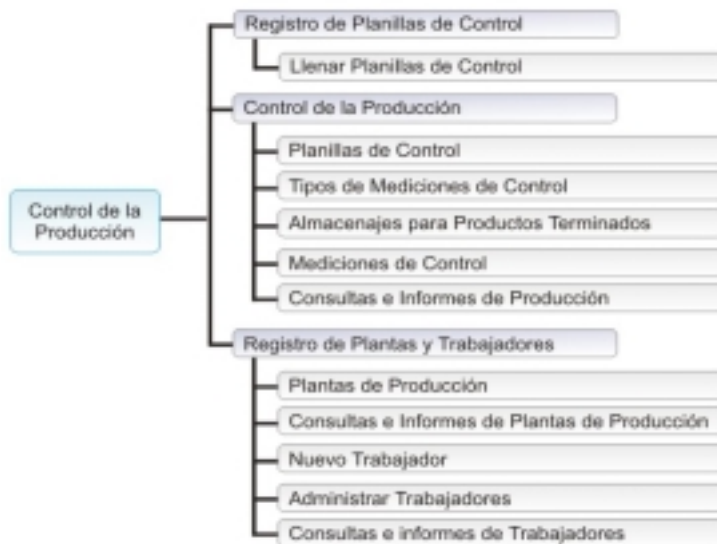 Registro de Planillas de Control
Llenar Planillas de Control
Control de la Producción
Planillas de Control
Tipos de Mediciones de Control
Almacenajes para Productos Terminados
Mediciones de Control
Consultas e Informes de Producción
Control de la
Producción
Registro de Plantas y Trabajadores
Plantas de Producción
Consultas e Informes de Plantas de Producción
Nuevo Trabajador
Administrar Trabajadores
Consultas e informes de Trabajadores